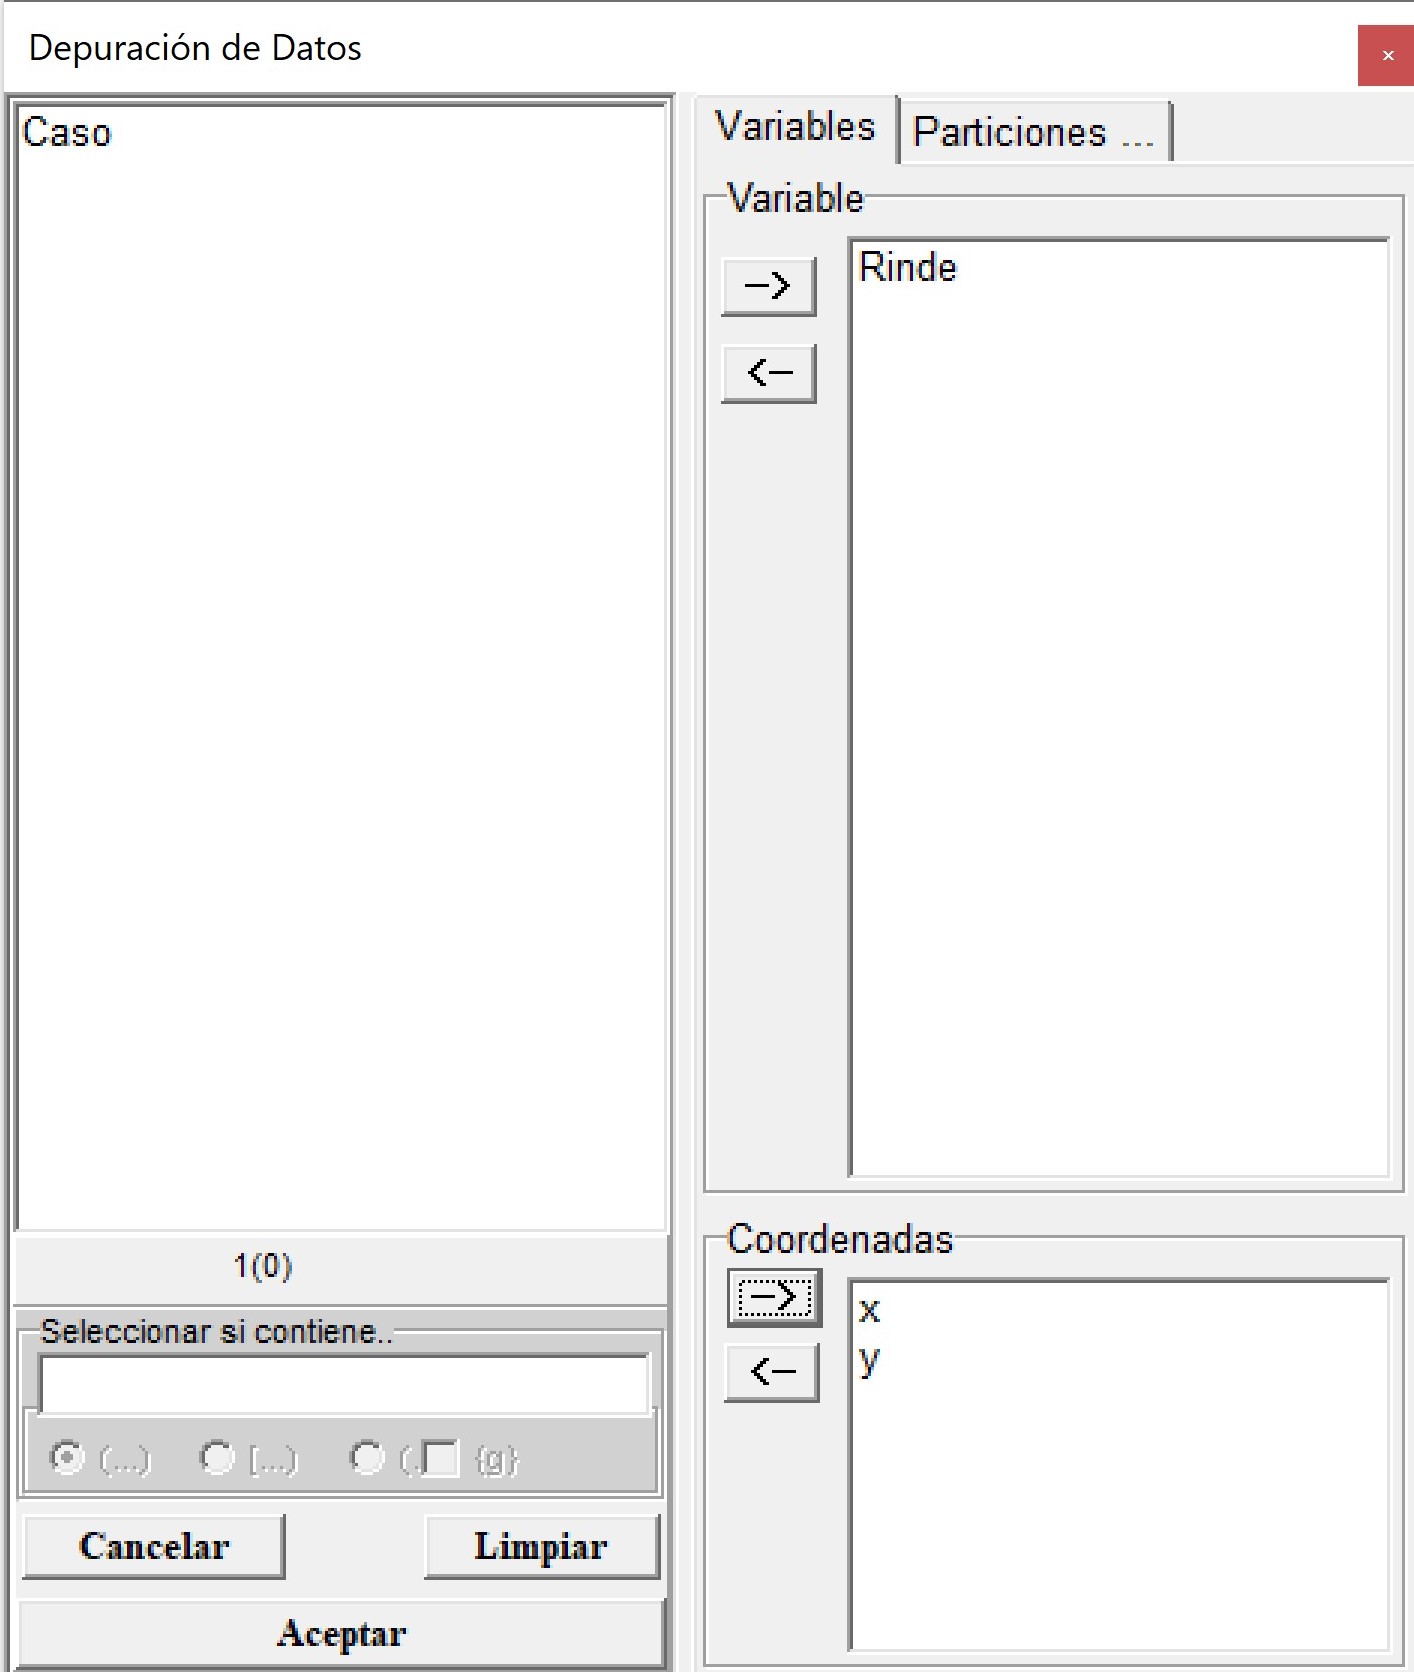 Depuración de Datos
Caso
Variables
Particiones ...
Variable
Rinde
-->
<--
1(0)
Seleccionar si contiene..
(...)
[...)
(.
{g}
Cancelar
Limpiar
Aceptar
Coordenadas
-->
<--
x
y